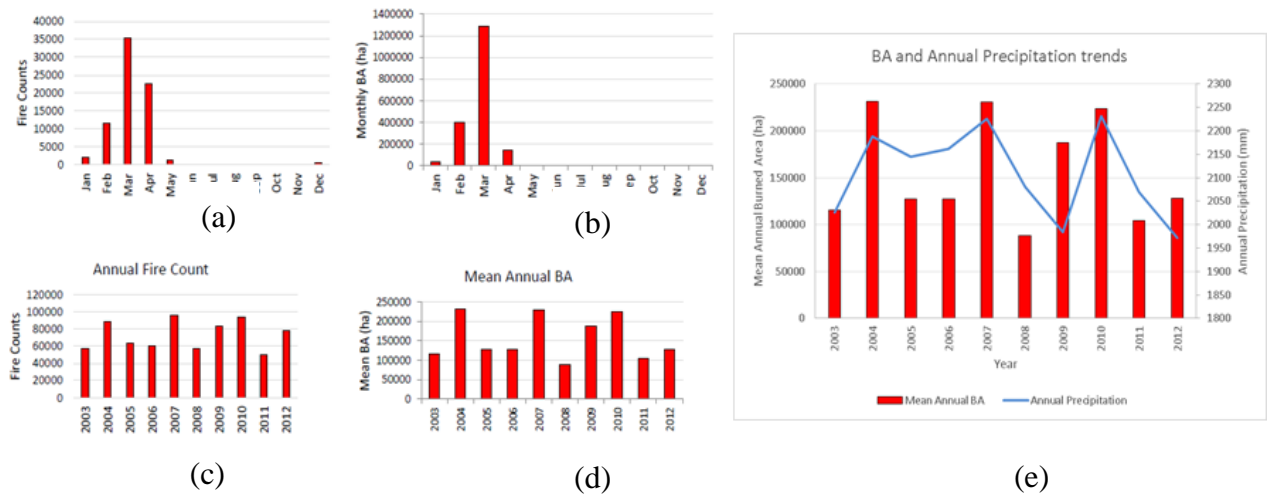 40000
35000
30000
25000
20000
15000
10000
5000
0
Fire Counts
Jan
Feb
Mar
Apr
May
Oct
Nov
Dec
(a)
1400000
1200000
1000000
800000
600000
400000
200000
0
Monthly BA (ha)
Jan
Feb
Mar
Apr
May
Oct
Nov
Dec
(b)
Annual Fire Count
120000
100000
80000
60000
40000
20000
0
Fire Counts
2003
2004
2005
2006
2007
2008
2009
2010
2011
2012
(c)
Mean Annual BA
250000
200000
150000
100000
50000
0
Mean BA (ha)
2003
2004
2005
2006
2007
2008
2009
2010
2011
2012
(d)
BA and Annual Precipitation trends
250000
200000
150000
100000
50000
0
Mean Annual Burned Area (ha)
2300
2250
2200
2150
2100
2050
2000
1950
1900
1850
1800
Annual Precipitation (mm)
2003
2004
2005
2006
2007
2008
2009
2010
2011
2012
Year
Mean Annual BA
Annual Precipitation
(e)